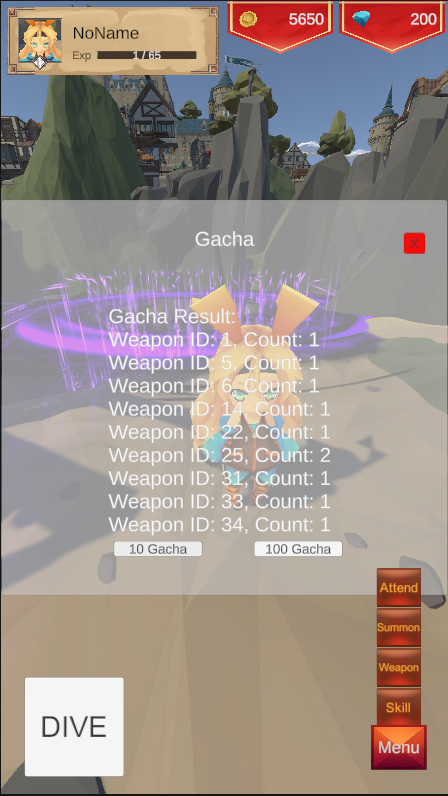 NoName
Exp 1 / 65
5650
200
Gacha
X
Gacha Result:
Weapon ID: 1, Count: 1
Weapon ID: 5, Count: 1
Weapon ID: 6, Count: 1
Weapon ID: 14, Count: 1
Weapon ID: 22, Count: 1
Weapon ID: 25, Count: 2
Weapon ID: 31, Count: 1
Weapon ID: 33, Count: 1
Weapon ID: 34, Count: 1
10 Gacha 100 Gacha
Attend
Summon
Weapon
Skill
Menu
DIVE